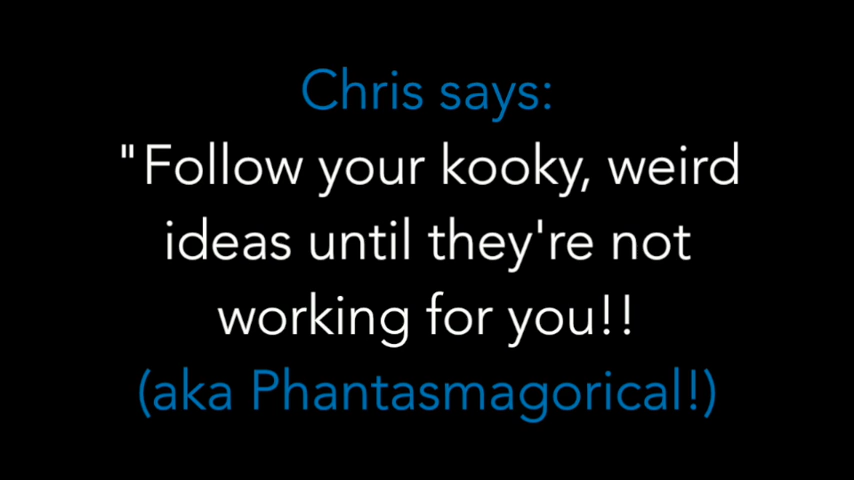 Chris says:
"Follow your kooky, weird
ideas until they're not
working for you!!
(aka Phantasmagorical!)